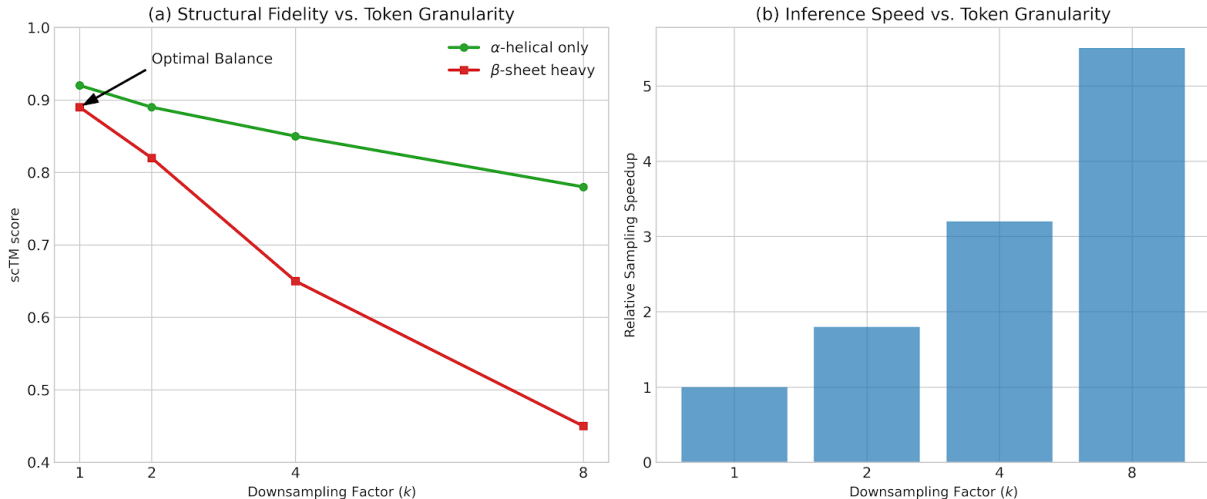 (a) Structural Fidelity vs. Token Granularity
1.0
0.9
0.8
0.7
0.6
0.5
0.4
scTM score
Optimal Balance
α-helical only
β-sheet heavy
1 2 4 8
Downsampling Factor (k)
(b) Inference Speed vs. Token Granularity
5
4
3
2
1
0
Relative Sampling Speedup
1 2 4 8
Downsampling Factor (k)